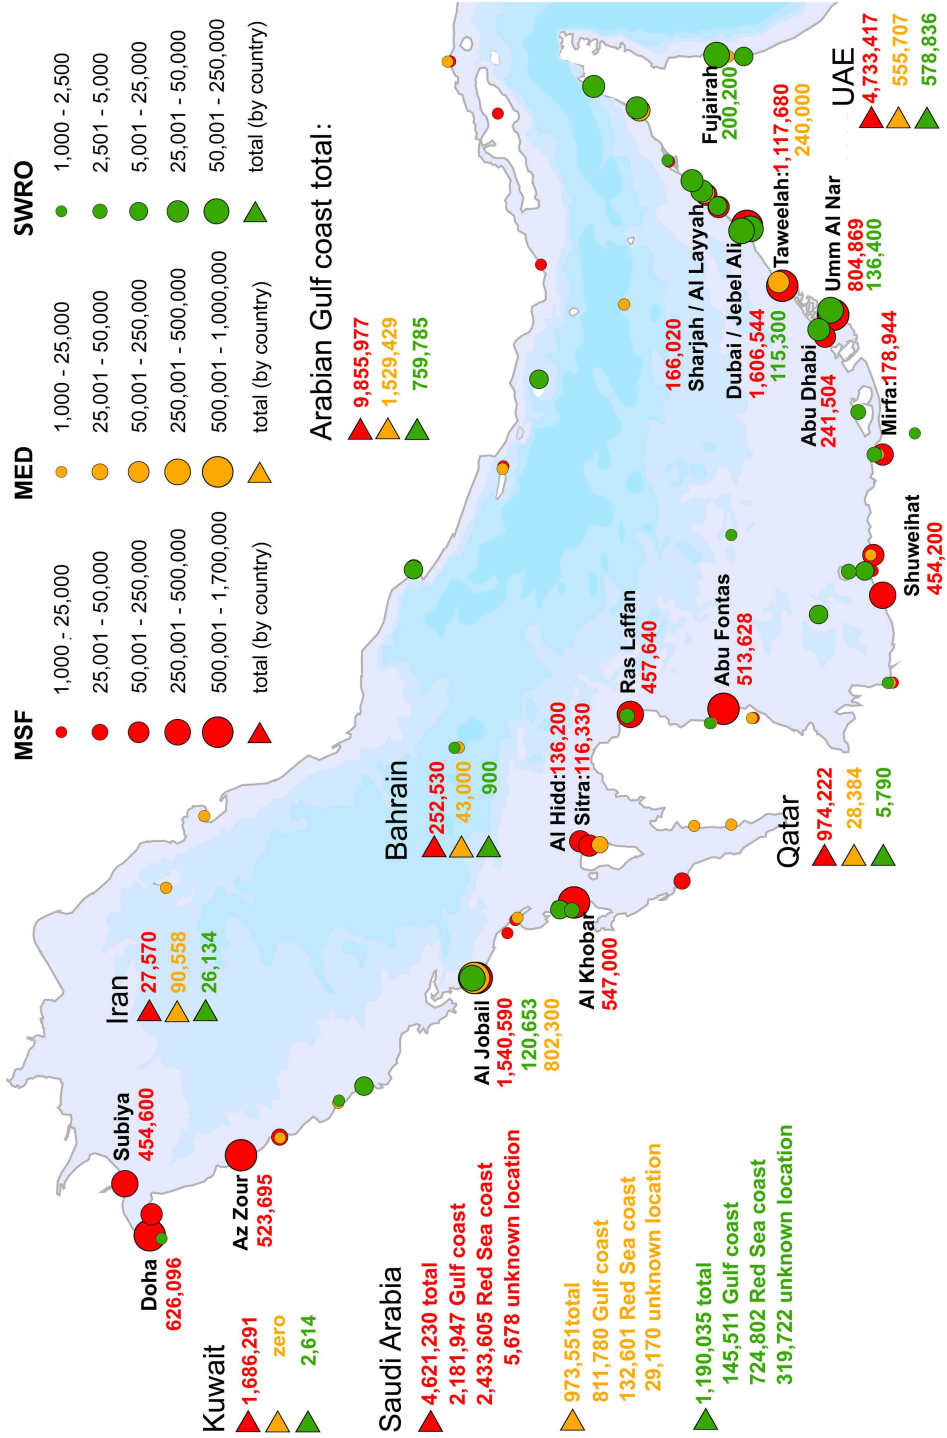 MSF
1,000 - 25,000
25,001 - 50,000
50,001 - 250,000
250,001 - 500,000
500,001 - 1,700,000
total (by country)
MED
1,000 - 25,000
25,001 - 50,000
50,001 - 250,000
250,001 - 500,000
500,001 - 1,000,000
total (by country)
SWRO
1,000 - 2,500
2,501 - 5,000
5,001 - 25,000
25,001 - 50,000
50,001 - 250,000
total (by country)
Arabian Gulf coast total:
9,855,977
1,529,429
759,785
Iran
27,570
90,558
26,134
Subiya
454,600
Doha
626,096
Az Zour
523,695
Kuwait
1,686,291
zero
2,614
Saudi Arabia
4,621,230 total
2,181,947 Gulf coast
2,433,605 Red Sea coast
5,678 unknown location
973,551total
811,780 Gulf coast
132,601 Red Sea coast
29,170 unknown location
1,190,035 total
145,511 Gulf coast
724,802 Red Sea coast
319,722 unknown location
Al Jobail
1,540,590
120,653
802,300
Al Khobar
547,000
Bahrain
252,530
43,000
900
Al Hidd:136,200
Sitra:116,330
Ras Laffan
457,640
Abu Fontas
513,628
Qatar
974,222
28,384
5,790
Shuweihat
454,200
Mirfa:178,944
Abu Dhabi
241,504
Umm Al Nar
804,869
136,400
Taweelah:1,117,680
240,000
166,020
Sharjah / Al Layyah
Dubai / Jebel Ali
1,606,544
115,300
Fujairah
200,200
UAE
4,733,417
555,707
578,836